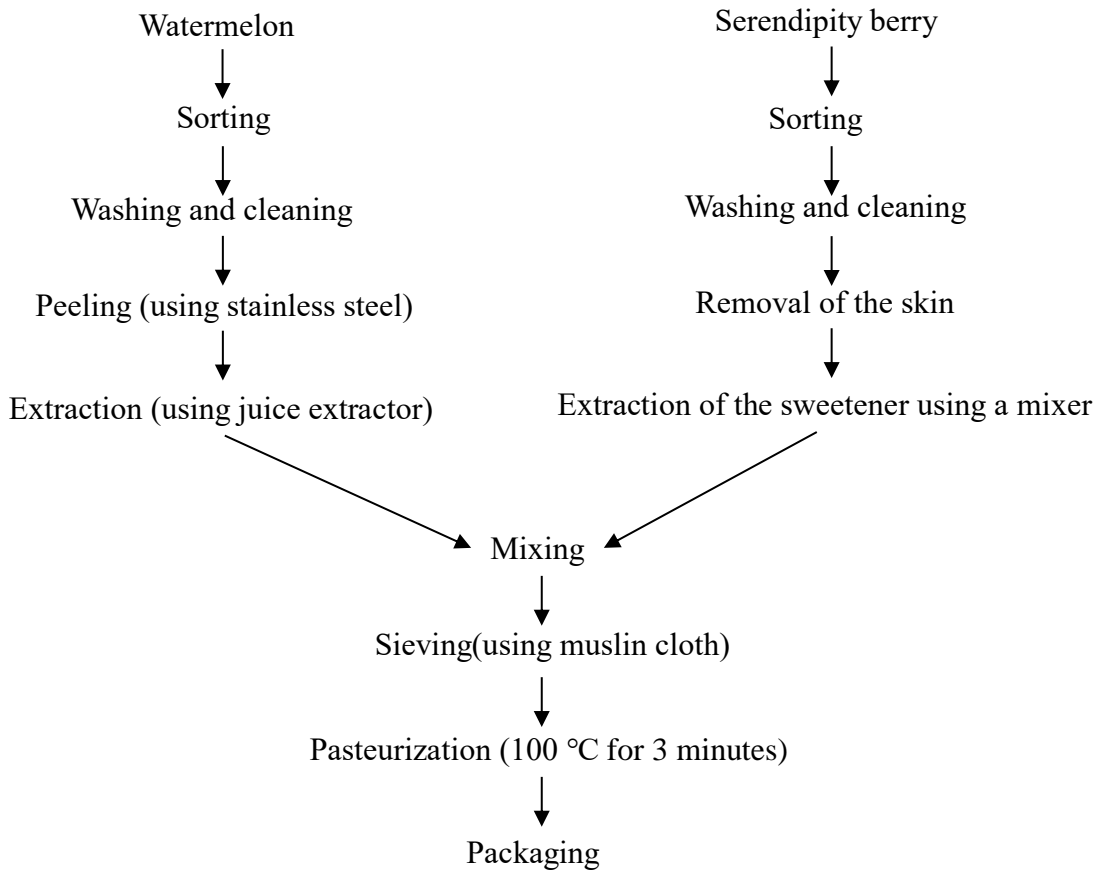 Watermelon
Sorting
Washing and cleaning
Peeling (using stainless steel)
Extraction (using juice extractor)
Serendipity berry
Sorting
Washing and cleaning
Removal of the skin
Extraction of the sweetener using a mixer
Mixing
Sieving(using muslin cloth)
Pasteurization (100 ℃ for 3 minutes)
Packaging